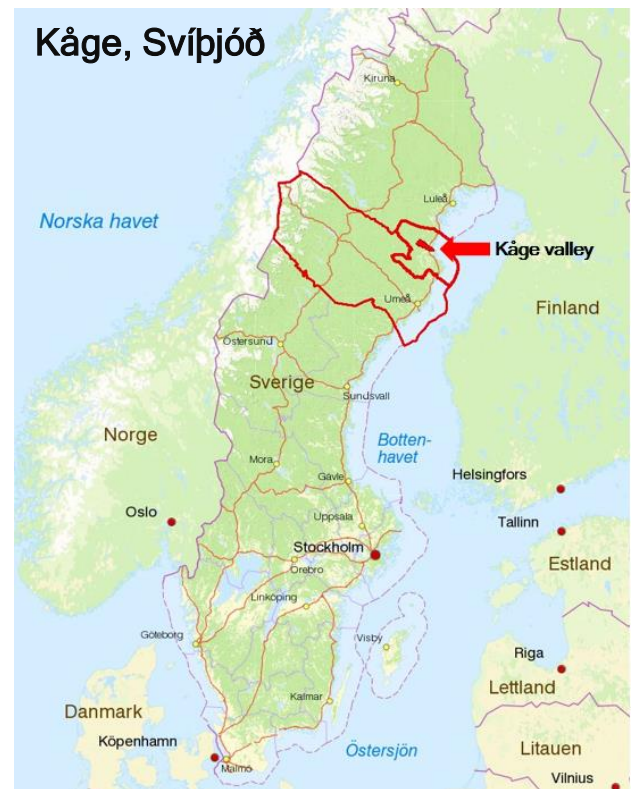 Kåge, Svíþjóð
Kiruna
Luleå
Norska havet
Kåge valley
Umeå
Finland
Östersund
Sverige
Sundsvall
Norge
Botten-
havet
Mora
Gävle
Helsingfors
Oslo
Uppsala
Tallinn
Stockholm
Estland
Örebro
Linköping
Göteborg
Visby
Riga
Lettland
Kalmar
Danmark
Köpenhamn
Östersjön
Litauen
Malmö
Vilnius